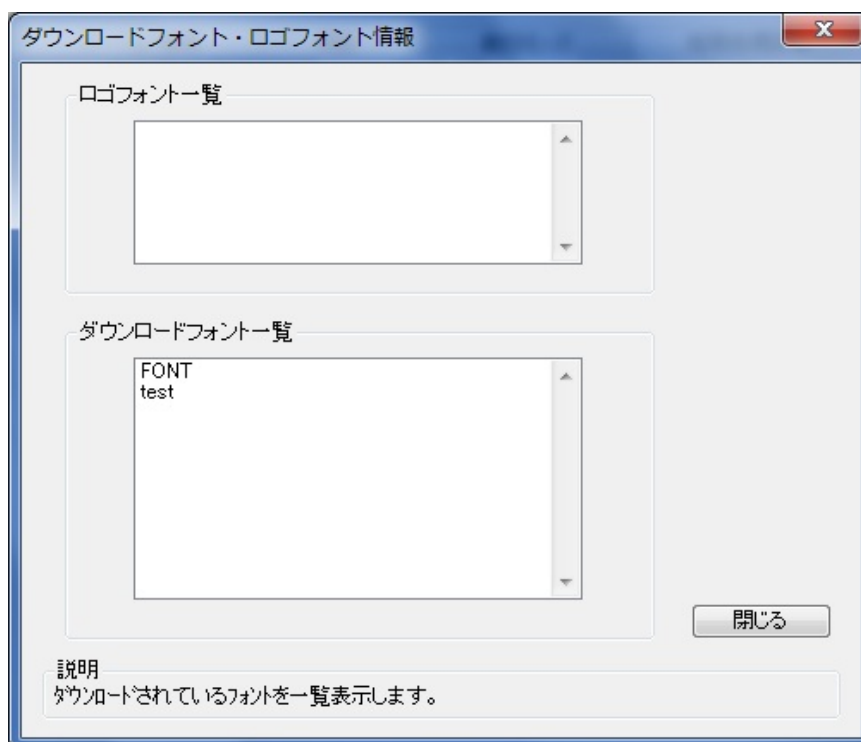 ダウンロードフォント・ロゴフォント情報
ロゴフォント一覧
ダウンロードフォント一覧
FONT
test
閉じる
説明
ﾀﾞｳﾝﾛｰﾄﾞされているﾌｫﾝﾄを一覧表示します。